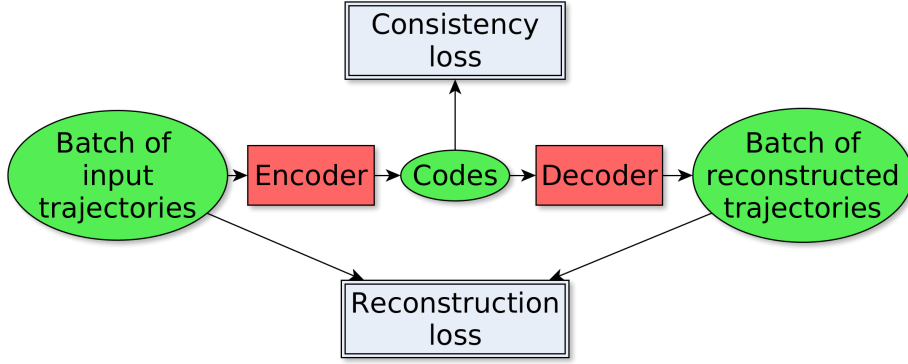 Consistency
loss
Batch of
input
trajectories
Encoder
Codes
Decoder
Batch of
reconstructed
trajectories
Reconstruction
loss